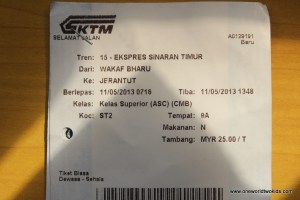 KTM
SELAMAT JALAN
A0129191
Baru
Tren: 15 - EKSPRES SINARAN TIMUR
Dari: WAKAF BHARU
Ke: JERANTUT
Berlepas: 11/05/2013 0716 Tiba: 11/05/2013 1348
Kelas: Kelas Superior (ASC) (CMB)
Koc: ST2 Tempat: 9A
Makanan: N
Tambang: MYR 25.00 / T
Tiket Biasa
Dewasa - Sehala
www.oneworldtwokids.com